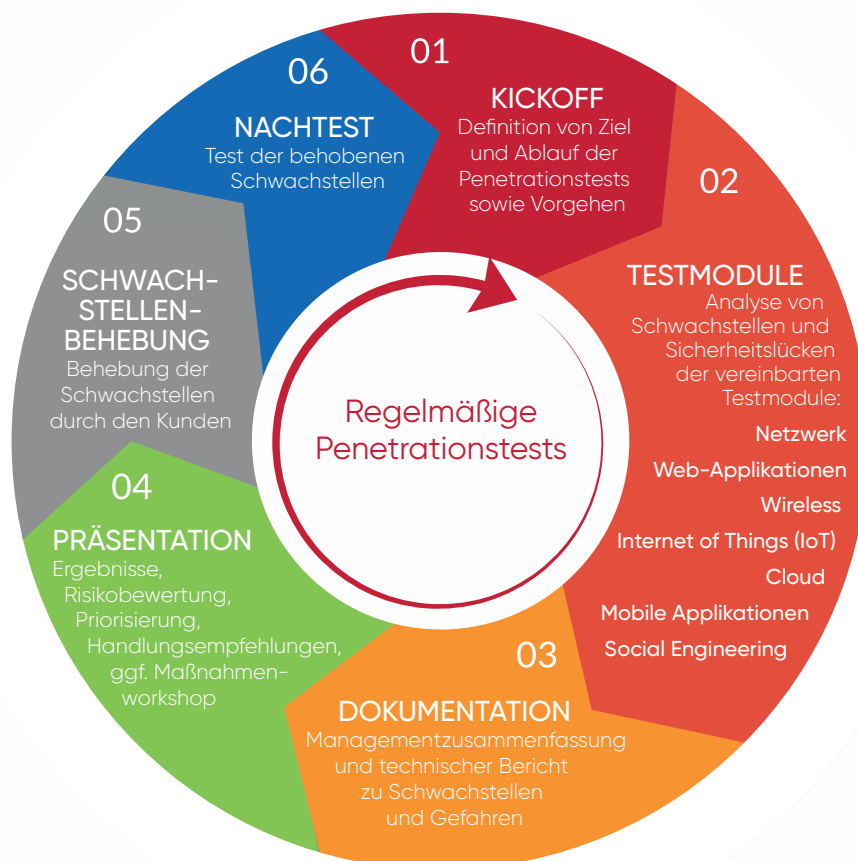 01
KICKOFF
Definition von Ziel
und Ablauf der
Penetrationstests
sowie Vorgehen
02
TESTMODULE
Analyse von
Schwachstellen und
Sicherheitslücken
der vereinbarten
Testmodule:
Netzwerk
Web-Applikationen
Wireless
Internet of Things (IoT)
Cloud
Mobile Applikationen
Social Engineering
03
DOKUMENTATION
Managementzusammenfassung
und technischer Bericht
zu Schwachstellen
und Gefahren
04
PRÄSENTATION
Ergebnisse,
Risikobewertung,
Priorisierung,
Handlungsempfehlungen,
ggf. Maßnahmen-
workshop
05
SCHWACH-
STELLEN-
BEHEBUNG
Behebung der
Schwachstellen
durch den Kunden
06
NACHTEST
Test der behobenen
Schwachstellen
Regelmäßige
Penetrationstests